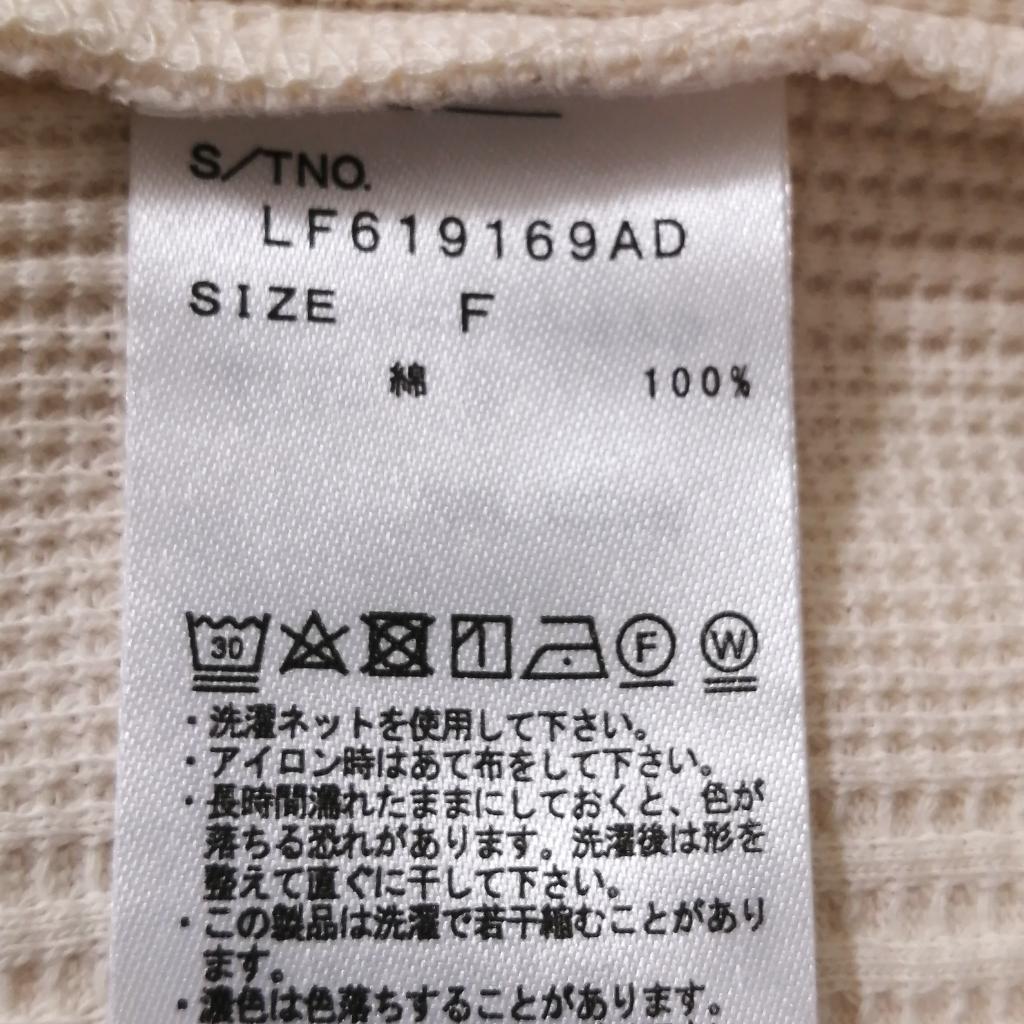 S/TNO.
LF619169AD
SIZE F
綿 100%
30 F W
・洗濯ネットを使用して下さい。
・アイロン時はあて布をして下さい。
・長時間濡れたままにしておくと、色が
落ちる恐れがあります。洗濯後は形を
整えて直ぐに干して下さい。
・この製品は洗濯で若干縮むことがあり
ます。
・濃色は色落ちすることがあります。